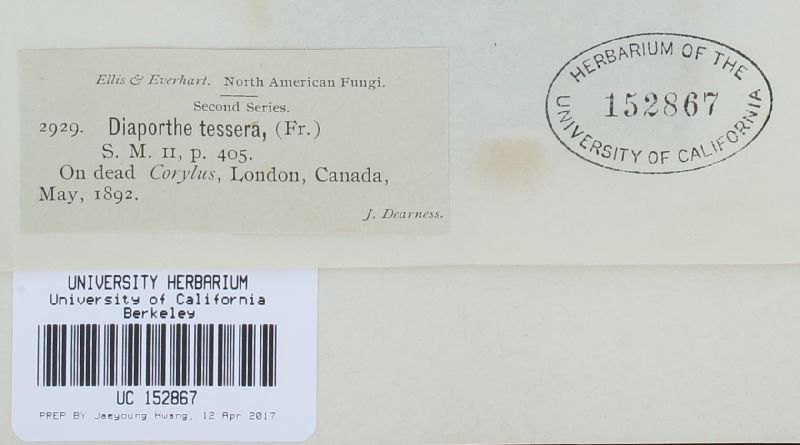 Ellis & Everhart. North American Fungi.
Second Series.
2929. Diaporthe tessera, (Fr.)
S. M. II, p. 405.
On dead Corylus, London, Canada,
May, 1892.
J. Dearness.
HERBARIUM OF THE
152867
UNIVERSITY OF CALIFORNIA
UNIVERSITY HERBARIUM
University of California
Berkeley
UC 152867
PREP BY Jaeyoung Hwang, 12 Apr 2017